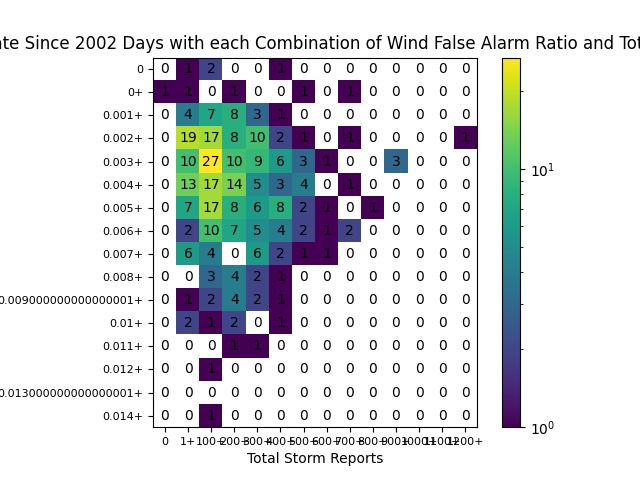 te Since 2002 Days with each Combination of Wind False Alarm Ratio and Tot
0 0 1 2 0 0 1 0 0 0 0 0 0 0 0
0+ 1 1 0 1 0 0 1 0 1 0 0 0 0 0
0.001+ 0 4 7 8 3 1 0 0 0 0 0 0 0 0
0.002+ 0 19 17 8 10 2 1 0 1 0 0 0 0 1
0.003+ 0 10 27 10 9 6 3 1 0 0 3 0 0 0
0.004+ 0 13 17 14 5 3 4 0 1 0 0 0 0 0
0.005+ 0 7 17 8 6 8 2 1 0 1 0 0 0 0
0.006+ 0 2 10 7 5 4 2 1 2 0 0 0 0 0
0.007+ 0 6 4 0 6 2 1 1 0 0 0 0 0 0
0.008+ 0 0 3 4 2 1 0 0 0 0 0 0 0 0
0.009000000000000001+ 0 1 2 4 2 1 0 0 0 0 0 0 0 0
0.01+ 0 2 1 2 0 1 0 0 0 0 0 0 0 0
0.011+ 0 0 0 1 1 0 0 0 0 0 0 0 0 0
0.012+ 0 0 1 0 0 0 0 0 0 0 0 0 0 0
0.013000000000000001+ 0 0 0 0 0 0 0 0 0 0 0 0 0 0
0.014+ 0 0 1 0 0 0 0 0 0 0 0 0 0 0
0 1+ 100+ 200+ 300+ 400+ 500+ 600+ 700+ 800+ 900+ 1000+ 1100+ 1200+
Total Storm Reports
10¹
10⁰